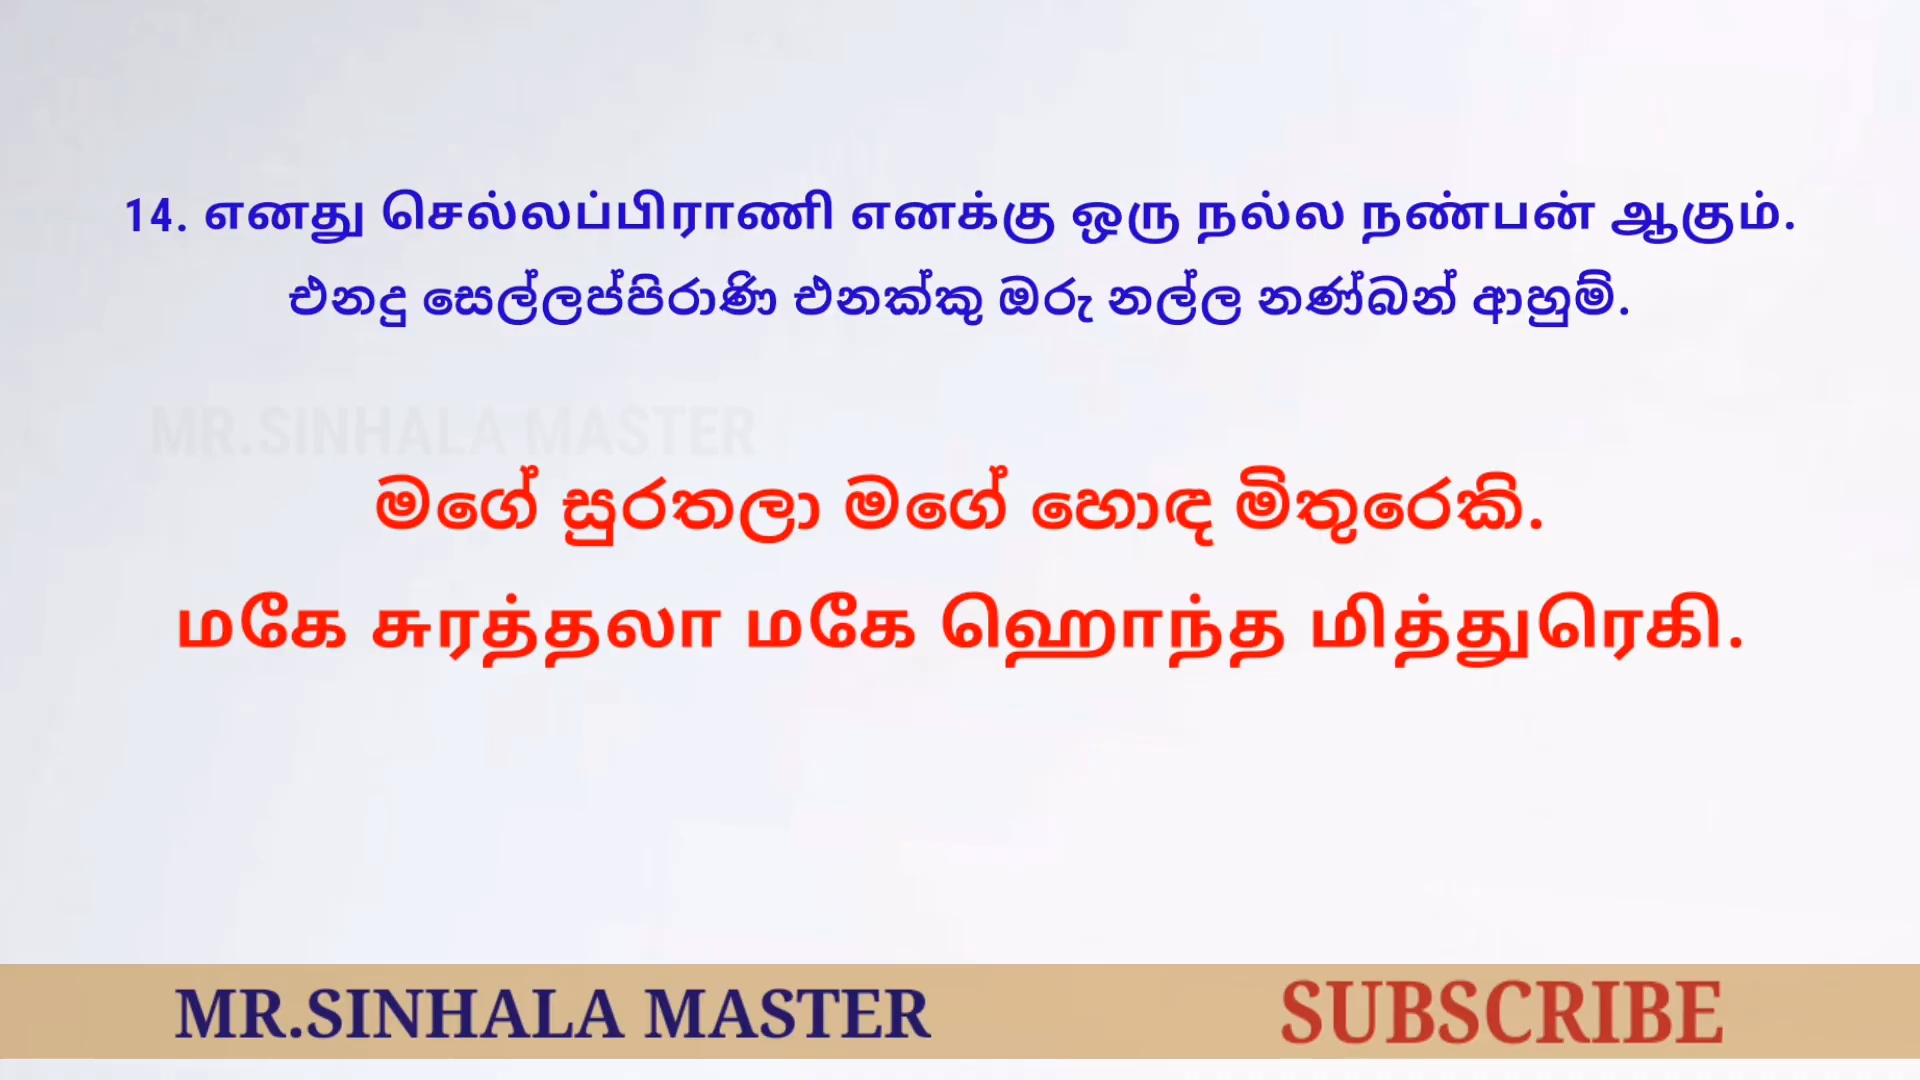 14. எனது செல்லப்பிராணி எனக்கு ஒரு நல்ல நண்பன் ஆகும்.
එනදු සෙල්ලප්පිරාණි එනක්කු ඔරු නල්ල නණ්බන් ආහුම්.
MR.SINHALA MASTER
මගේ සුරතලා මගේ හොඳ මිතුරෙකි.
மகே சுரத்தலா மகே ஹொந்த மித்துரெகி.
MR.SINHALA MASTER
SUBSCRIBE